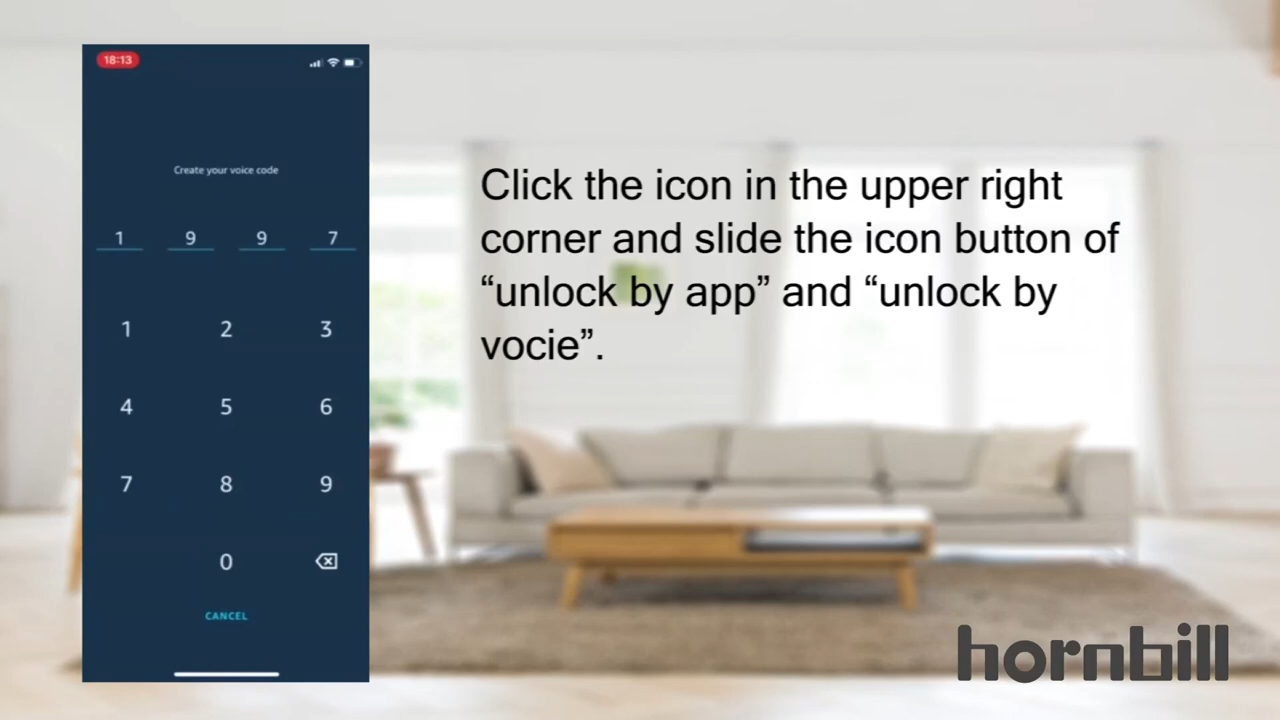 18:13
Create your voice code
1 9 9 7
1 2 3
4 5 6
7 8 9
0
CANCEL
Click the icon in the upper right
corner and slide the icon button of
“unlock by app” and “unlock by
vocie”.
hornbill